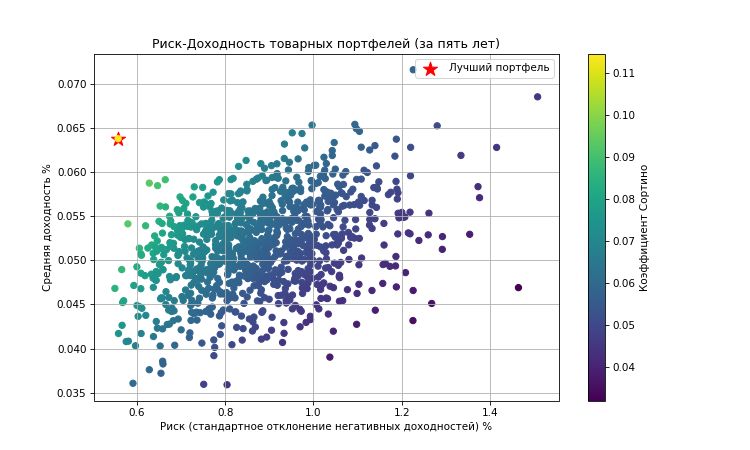 Риск-Доходность товарных портфелей (за пять лет)
Лучший портфель
0.070
0.065
0.060
0.055
0.050
0.045
0.040
0.035
Средняя доходность %
0.6 0.8 1.0 1.2 1.4
Риск (стандартное отклонение негативных доходностей) %
0.11
0.10
0.09
0.08
0.07
0.06
0.05
0.04
Коэффициент Сортино